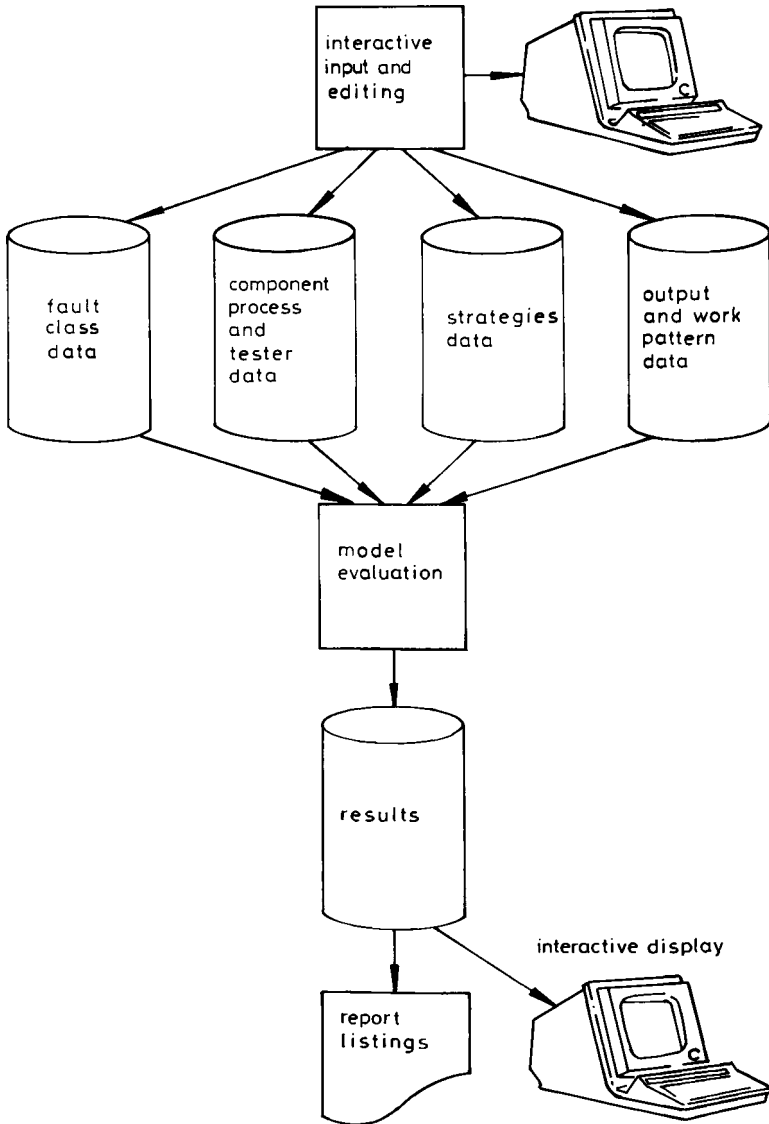 interactive
input and
editing
C
fault
class
data
component
process
and
tester
data
strategies
data
output
and work
pattern
data
model
evaluation
results
interactive display
report
listings
C